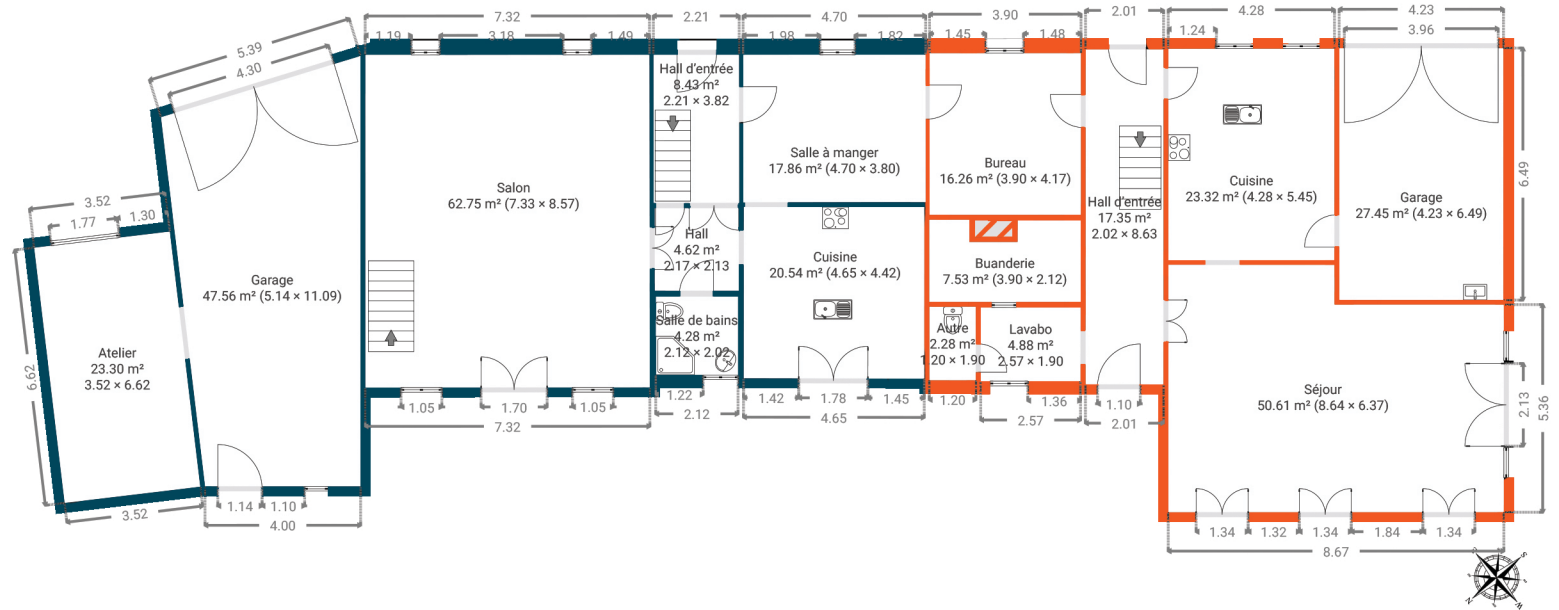 7.32
2.21
4.70
3.90
2.01
4.28
4.23
1.19
3.18
1.49
1.98
1.82
1.45
1.48
1.24
3.96
5.39
4.30
Hall d'entrée
8.43 m²
2.21 × 3.82
Salle à manger
17.86 m² (4.70 × 3.80)
Bureau
16.26 m² (3.90 × 4.17)
Hall d'entrée
17.35 m²
2.02 × 8.63
Cuisine
23.32 m² (4.28 × 5.45)
Garage
27.45 m² (4.23 × 6.49)
6.49
Salon
62.75 m² (7.33 × 8.57)
3.52
1.77
1.30
Hall
4.62 m²
2.17 × 2.13
Cuisine
20.54 m² (4.65 × 4.42)
Buanderie
7.53 m² (3.90 × 2.12)
Garage
47.56 m² (5.14 × 11.09)
Salle de bains
4.28 m²
2.12 × 2.02
Autre
2.28 m²
1.20 × 1.90
Lavabo
4.88 m²
2.57 × 1.90
Atelier
23.30 m²
3.52 × 6.62
6.62
Séjour
50.61 m² (8.64 × 6.37)
2.13
5.36
1.05
1.70
1.05
7.32
1.22
2.12
1.42
1.78
1.45
4.65
1.20
1.36
2.57
1.10
2.01
3.52
1.14
1.10
4.00
1.34
1.32
1.34
1.84
1.34
8.67
S
N
W